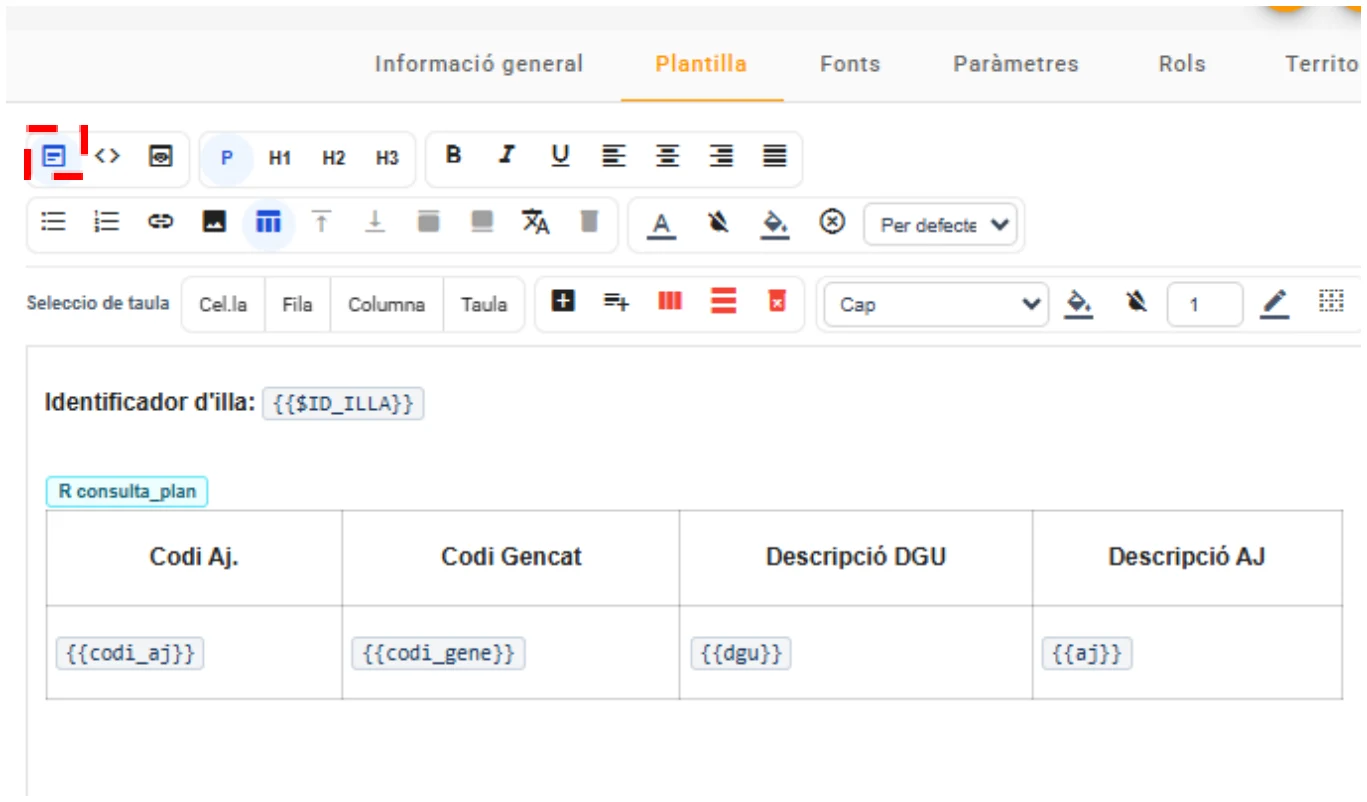 Informació general Plantilla Fonts Paràmetres Rols Territo
<> P H1 H2 H3 B I U
A Per defecte
Seleccio de taula Cel.la Fila Columna Taula Cap 1
Identificador d'illa: {{$ID_ILLA}}
R consulta_plan
Codi Aj. Codi Gencat Descripció DGU Descripció AJ
{{codi_aj}} {{codi_gene}} {{dgu}} {{aj}}